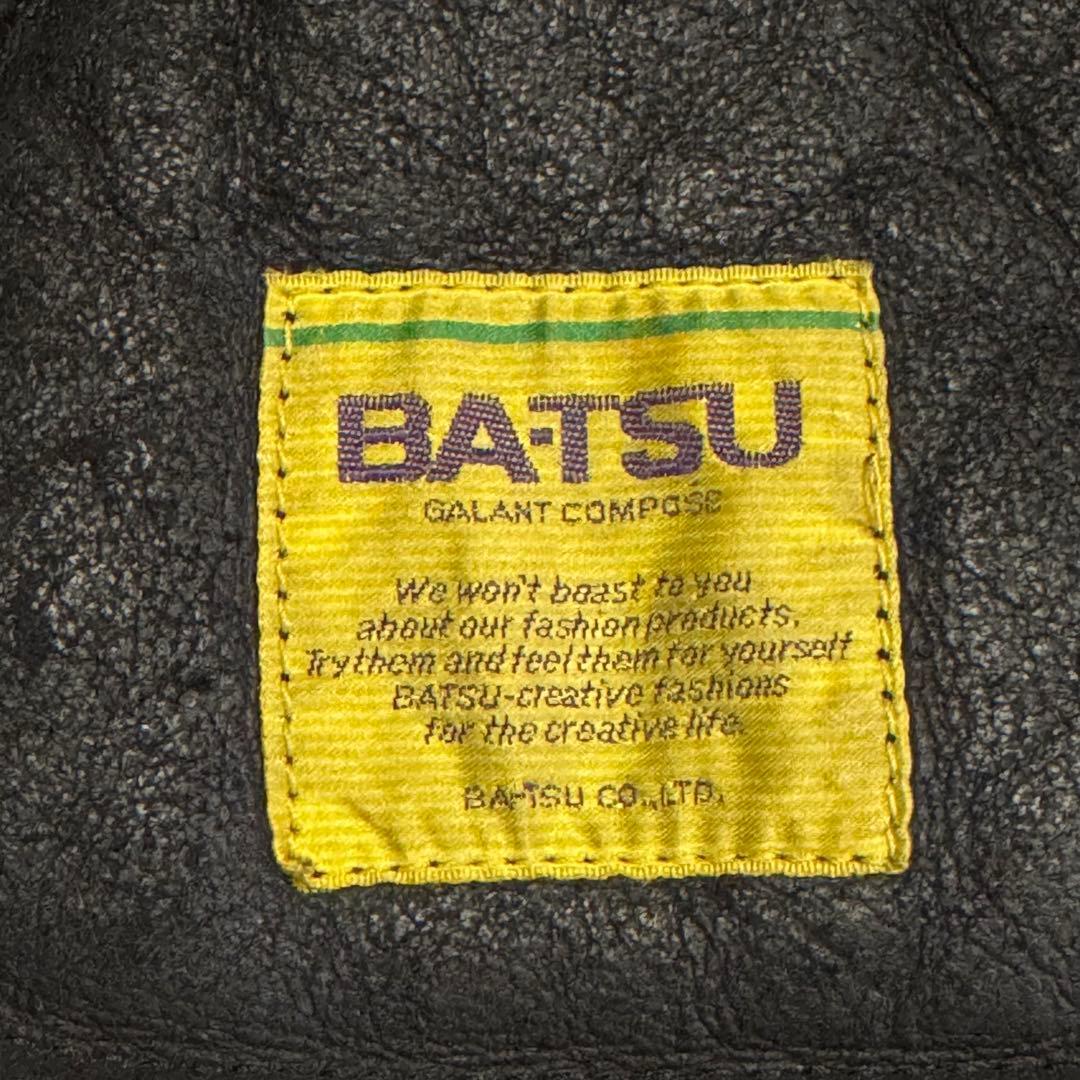 BA-TSU
GALANT COMPOSE
We won't boast to you
about our fashion products.
Try them and feel them for yourself
BATSU-creative fashions
for the creative life.
BA-TSU CO.,LTD.